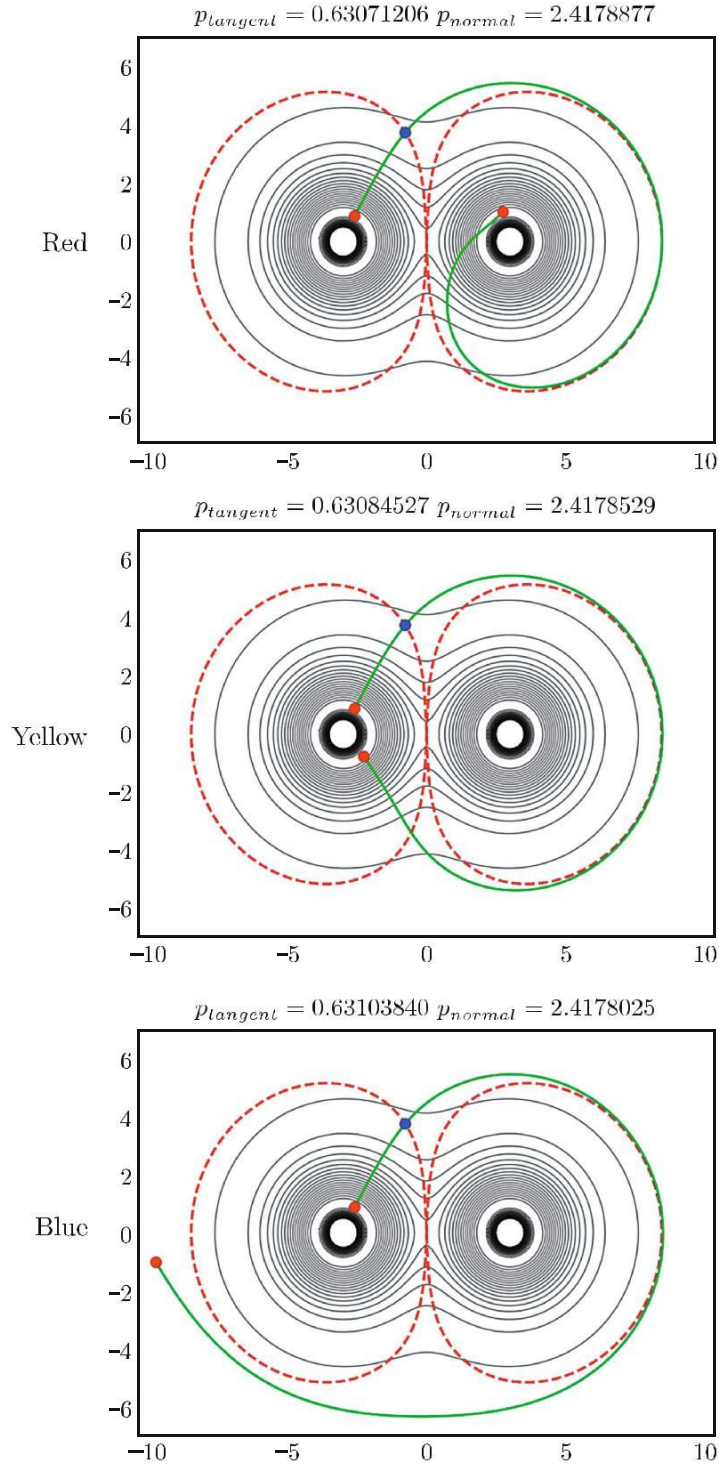 p_tangent = 0.63071206 p_normal = 2.4178877
6
4
2
Red 0
−2
−4
−6
−10 −5 0 5 10
p_tangent = 0.63084527 p_normal = 2.4178529
6
4
2
Yellow 0
−2
−4
−6
−10 −5 0 5 10
p_tangent = 0.63103840 p_normal = 2.4178025
6
4
2
Blue 0
−2
−4
−6
−10 −5 0 5 10